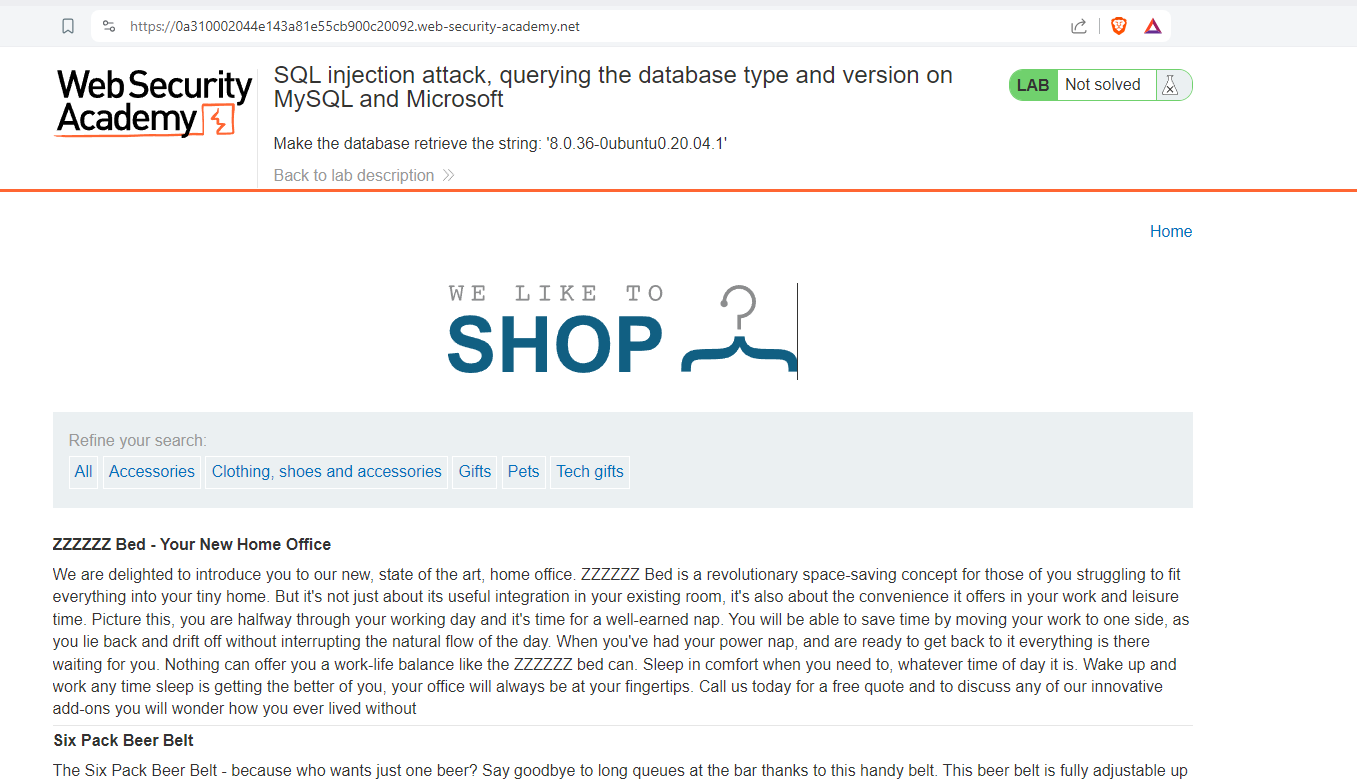 https://0a310002044e143a81e55cb900c20092.web-security-academy.net
Web Security
Academy
SQL injection attack, querying the database type and version on
MySQL and Microsoft
LAB
Not solved
Make the database retrieve the string: '8.0.36-0ubuntu0.20.04.1'
Back to lab description
Home
WE LIKE TO
SHOP
Refine your search:
All Accessories Clothing, shoes and accessories Gifts Pets Tech gifts
ZZZZZZ Bed - Your New Home Office
We are delighted to introduce you to our new, state of the art, home office. ZZZZZZ Bed is a revolutionary space-saving concept for those of you struggling to fit
everything into your tiny home. But it's not just about its useful integration in your existing room, it's also about the convenience it offers in your work and leisure
time. Picture this, you are halfway through your working day and it's time for a well-earned nap. You will be able to save time by moving your work to one side, as
you lie back and drift off without interrupting the natural flow of the day. When you've had your power nap, and are ready to get back to it everything is there
waiting for you. Nothing can offer you a work-life balance like the ZZZZZZ bed can. Sleep in comfort when you need to, whatever time of day it is. Wake up and
work any time sleep is getting the better of you, your office will always be at your fingertips. Call us today for a free quote and to discuss any of our innovative
add-ons you will wonder how you ever lived without
Six Pack Beer Belt
The Six Pack Beer Belt - because who wants just one beer? Say goodbye to long queues at the bar thanks to this handy belt. This beer belt is fully adjustable up